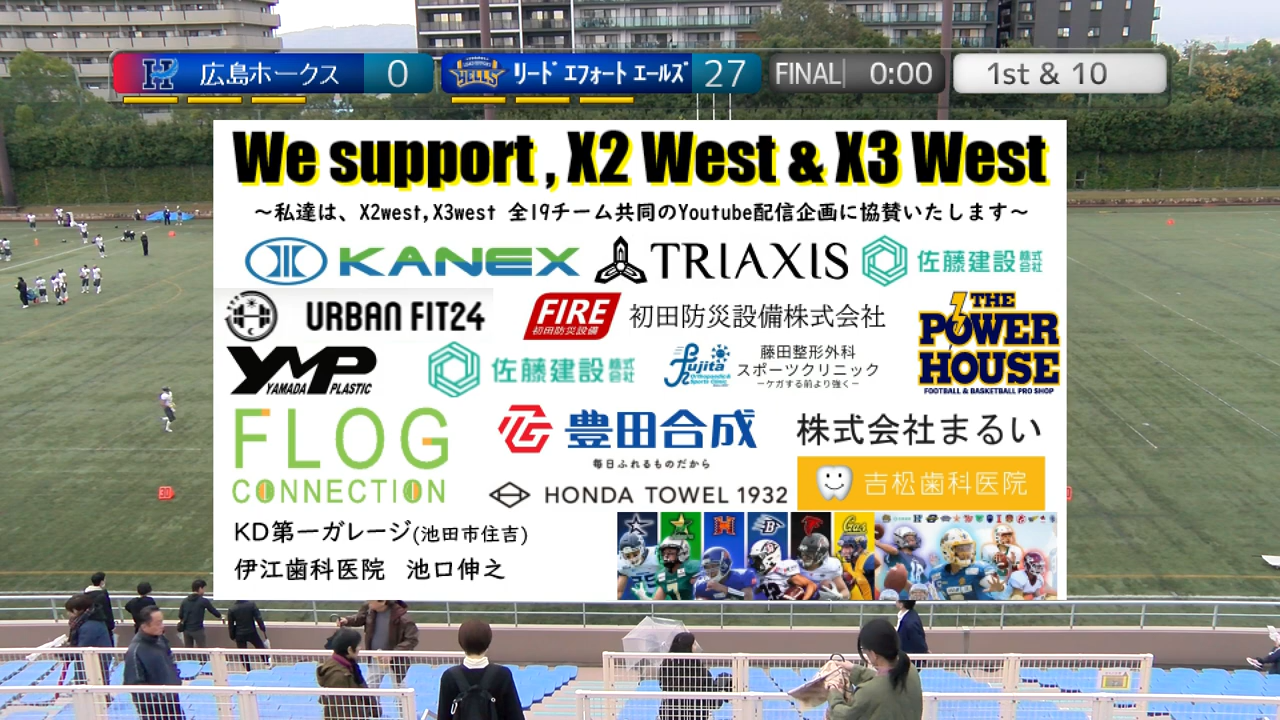 H 広島ホークス 0 HELLS リード エフォート エールズ 27 FINAL 0:00 1st & 10
We support , X2 West & X3 West
～私達は、X2west,X3west 全19チーム共同のYoutube配信企画に協賛いたします～
KANEX TRIAXIS 佐藤建設株式会社
URBAN FIT24 FIRE 初田防災設備 初田防災設備株式会社
THE POWER HOUSE
FOOTBALL & BASKETBALL PRO SHOP
YMP YAMADA PLASTIC 佐藤建設株式会社
Fujita Orthopaedic & Sports Clinic
藤田整形外科
スポーツクリニック
ーケガする前より強くー
FLOG
CONNECTION
豊田合成
毎日ふれるものだから
株式会社まるい
HONDA TOWEL 1932
吉松歯科医院
KD第一ガレージ(池田市住吉)
伊江歯科医院 池口伸之